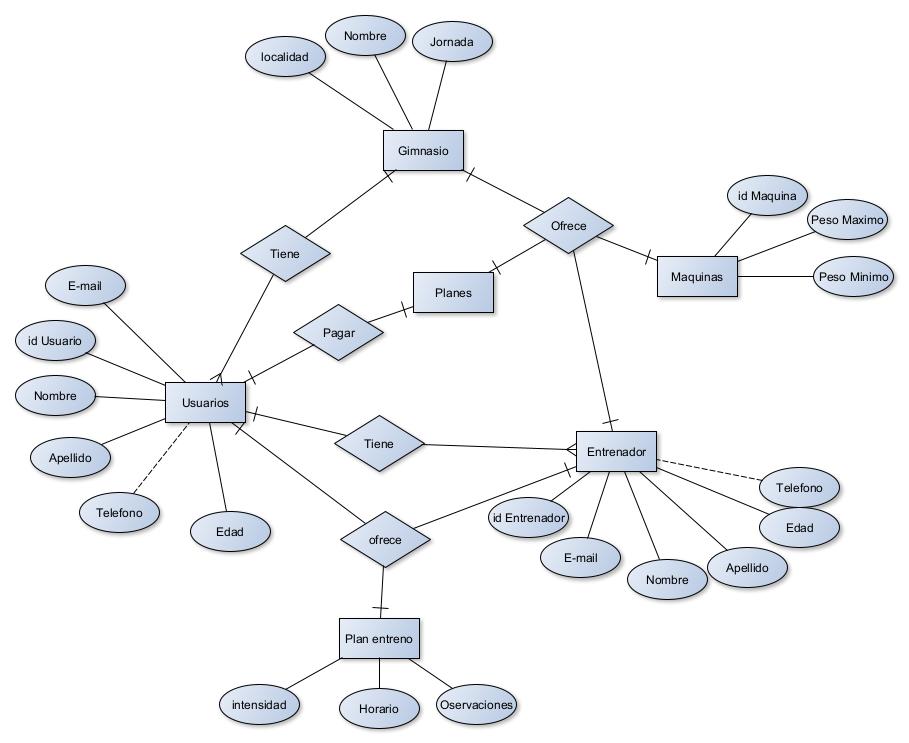 Nombre
Jornada
localidad
Gimnasio
id Maquina
Peso Maximo
Ofrece
Tiene
Maquinas
Peso Minimo
E-mail
Planes
id Usuario
Pagar
Nombre
Usuarios
Tiene
Entrenador
Apellido
Telefono
Telefono
id Entrenador
Edad
Edad
ofrece
E-mail
Apellido
Nombre
Plan entreno
intensidad
Horario
Oservaciones